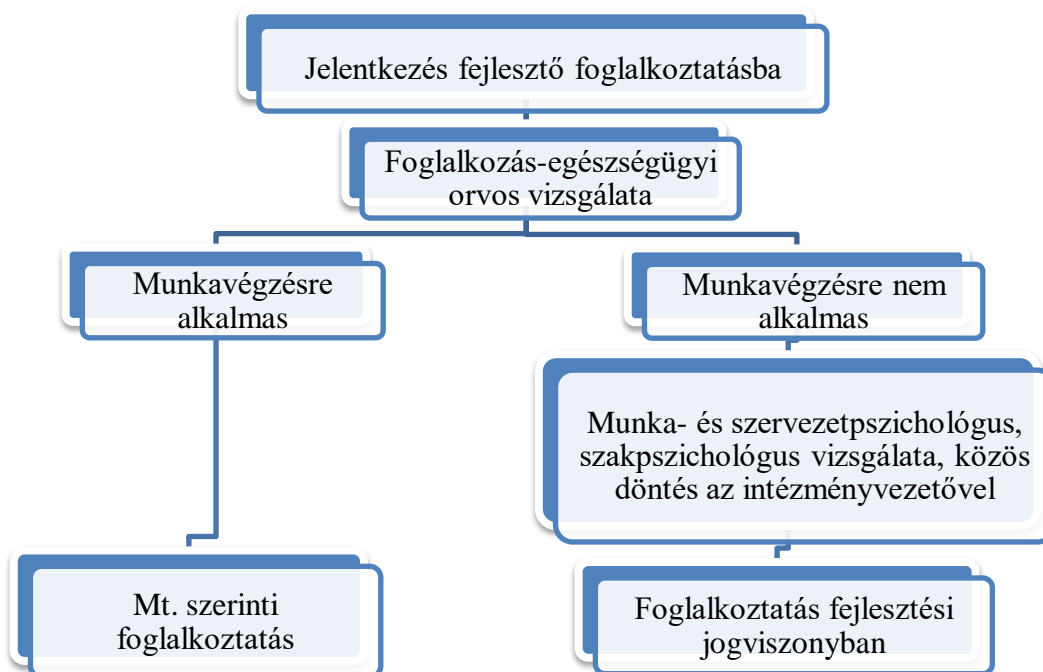 Jelentkezés fejlesztő foglalkoztatásba
Foglalkozás-egészségügyi
orvos vizsgálata
Munkavégzésre
alkalmas
Munkavégzésre nem
alkalmas
Munka- és szervezetpszichológus,
szakpszichológus vizsgálata, közös
döntés az intézményvezetővel
Mt. szerinti
foglalkoztatás
Foglalkoztatás fejlesztési
jogviszonyban